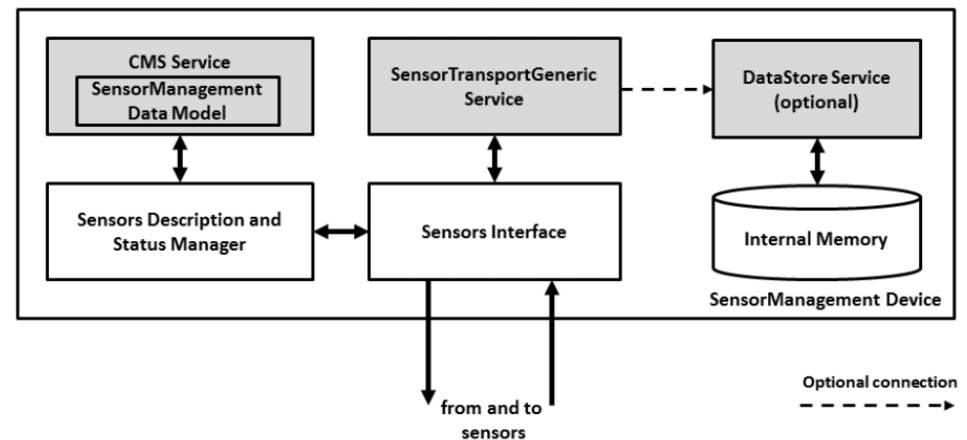 CMS Service
SensorManagement
Data Model
SensorTransportGeneric
Service
DataStore Service
(optional)
Sensors Description and
Status Manager
Sensors Interface
Internal Memory
SensorManagement Device
from and to
sensors
Optional connection